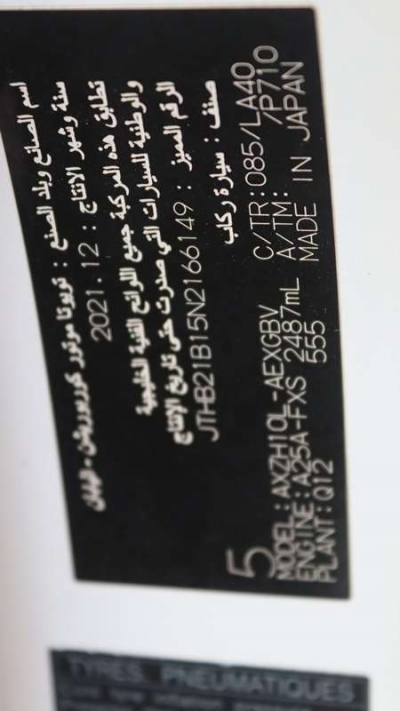 اسم الصانع وبلد الصنع : تويوتا موتور كوربوريشن - اليابان
سنة وشهر الانتاج : 2021.12
تطابق هذه المركبة جميع اللوائح الفنية الخليجية
والوطنية للسيارات التي صدرت حتى تاريخ الإنتاج
الرقم المميز : JTHB21B15N2166149
صنف : سيارة ركاب
5
MODEL:AXZH10L-AEXGBV C/TR:085/LA40
ENGINE:A25A-FXS 2487mL A/TM: /P710
PLANT:Q12 555 MADE IN JAPAN
TYRES PNEUMATIQUES